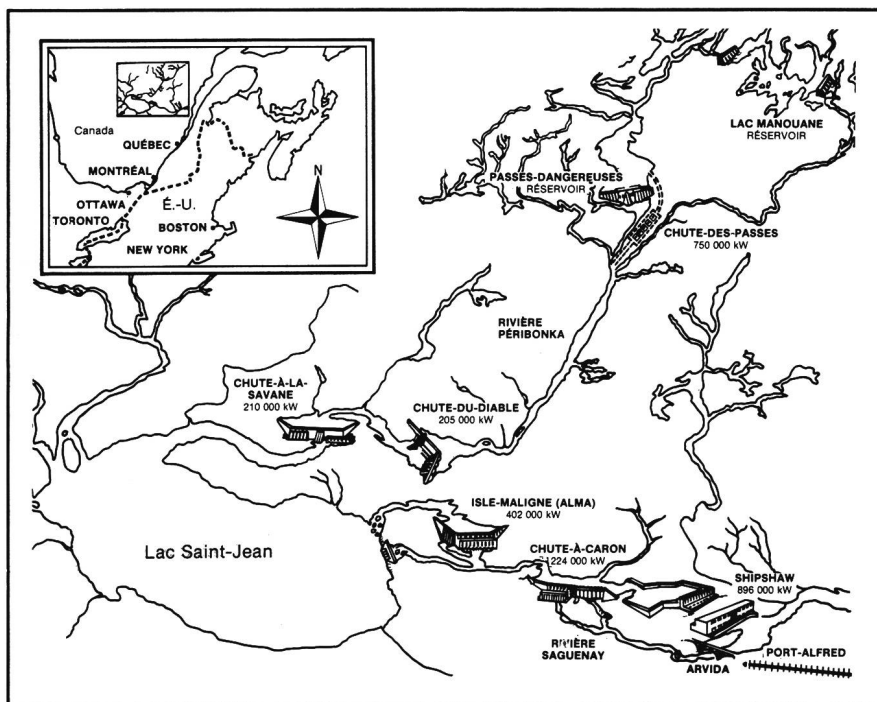 Canada
QUÉBEC
MONTRÉAL
OTTAWA
TORONTO
É.-U.
BOSTON
NEW YORK
N
LAC MANOUANE
RÉSERVOIR
PASSES-DANGEREUSES
RÉSERVOIR
CHUTE-DES-PASSES
750 000 kW
RIVIÈRE
PÉRIBONKA
CHUTE-À-LA-
SAVANE
210 000 kW
CHUTE-DU-DIABLE
205 000 kW
ISLE-MALIGNE (ALMA)
402 000 kW
Lac Saint-Jean
CHUTE-À-CARON
224 000 kW
SHIPSHAW
896 000 kW
RIVIÈRE
SAGUENAY
ARVIDA
PORT-ALFRED